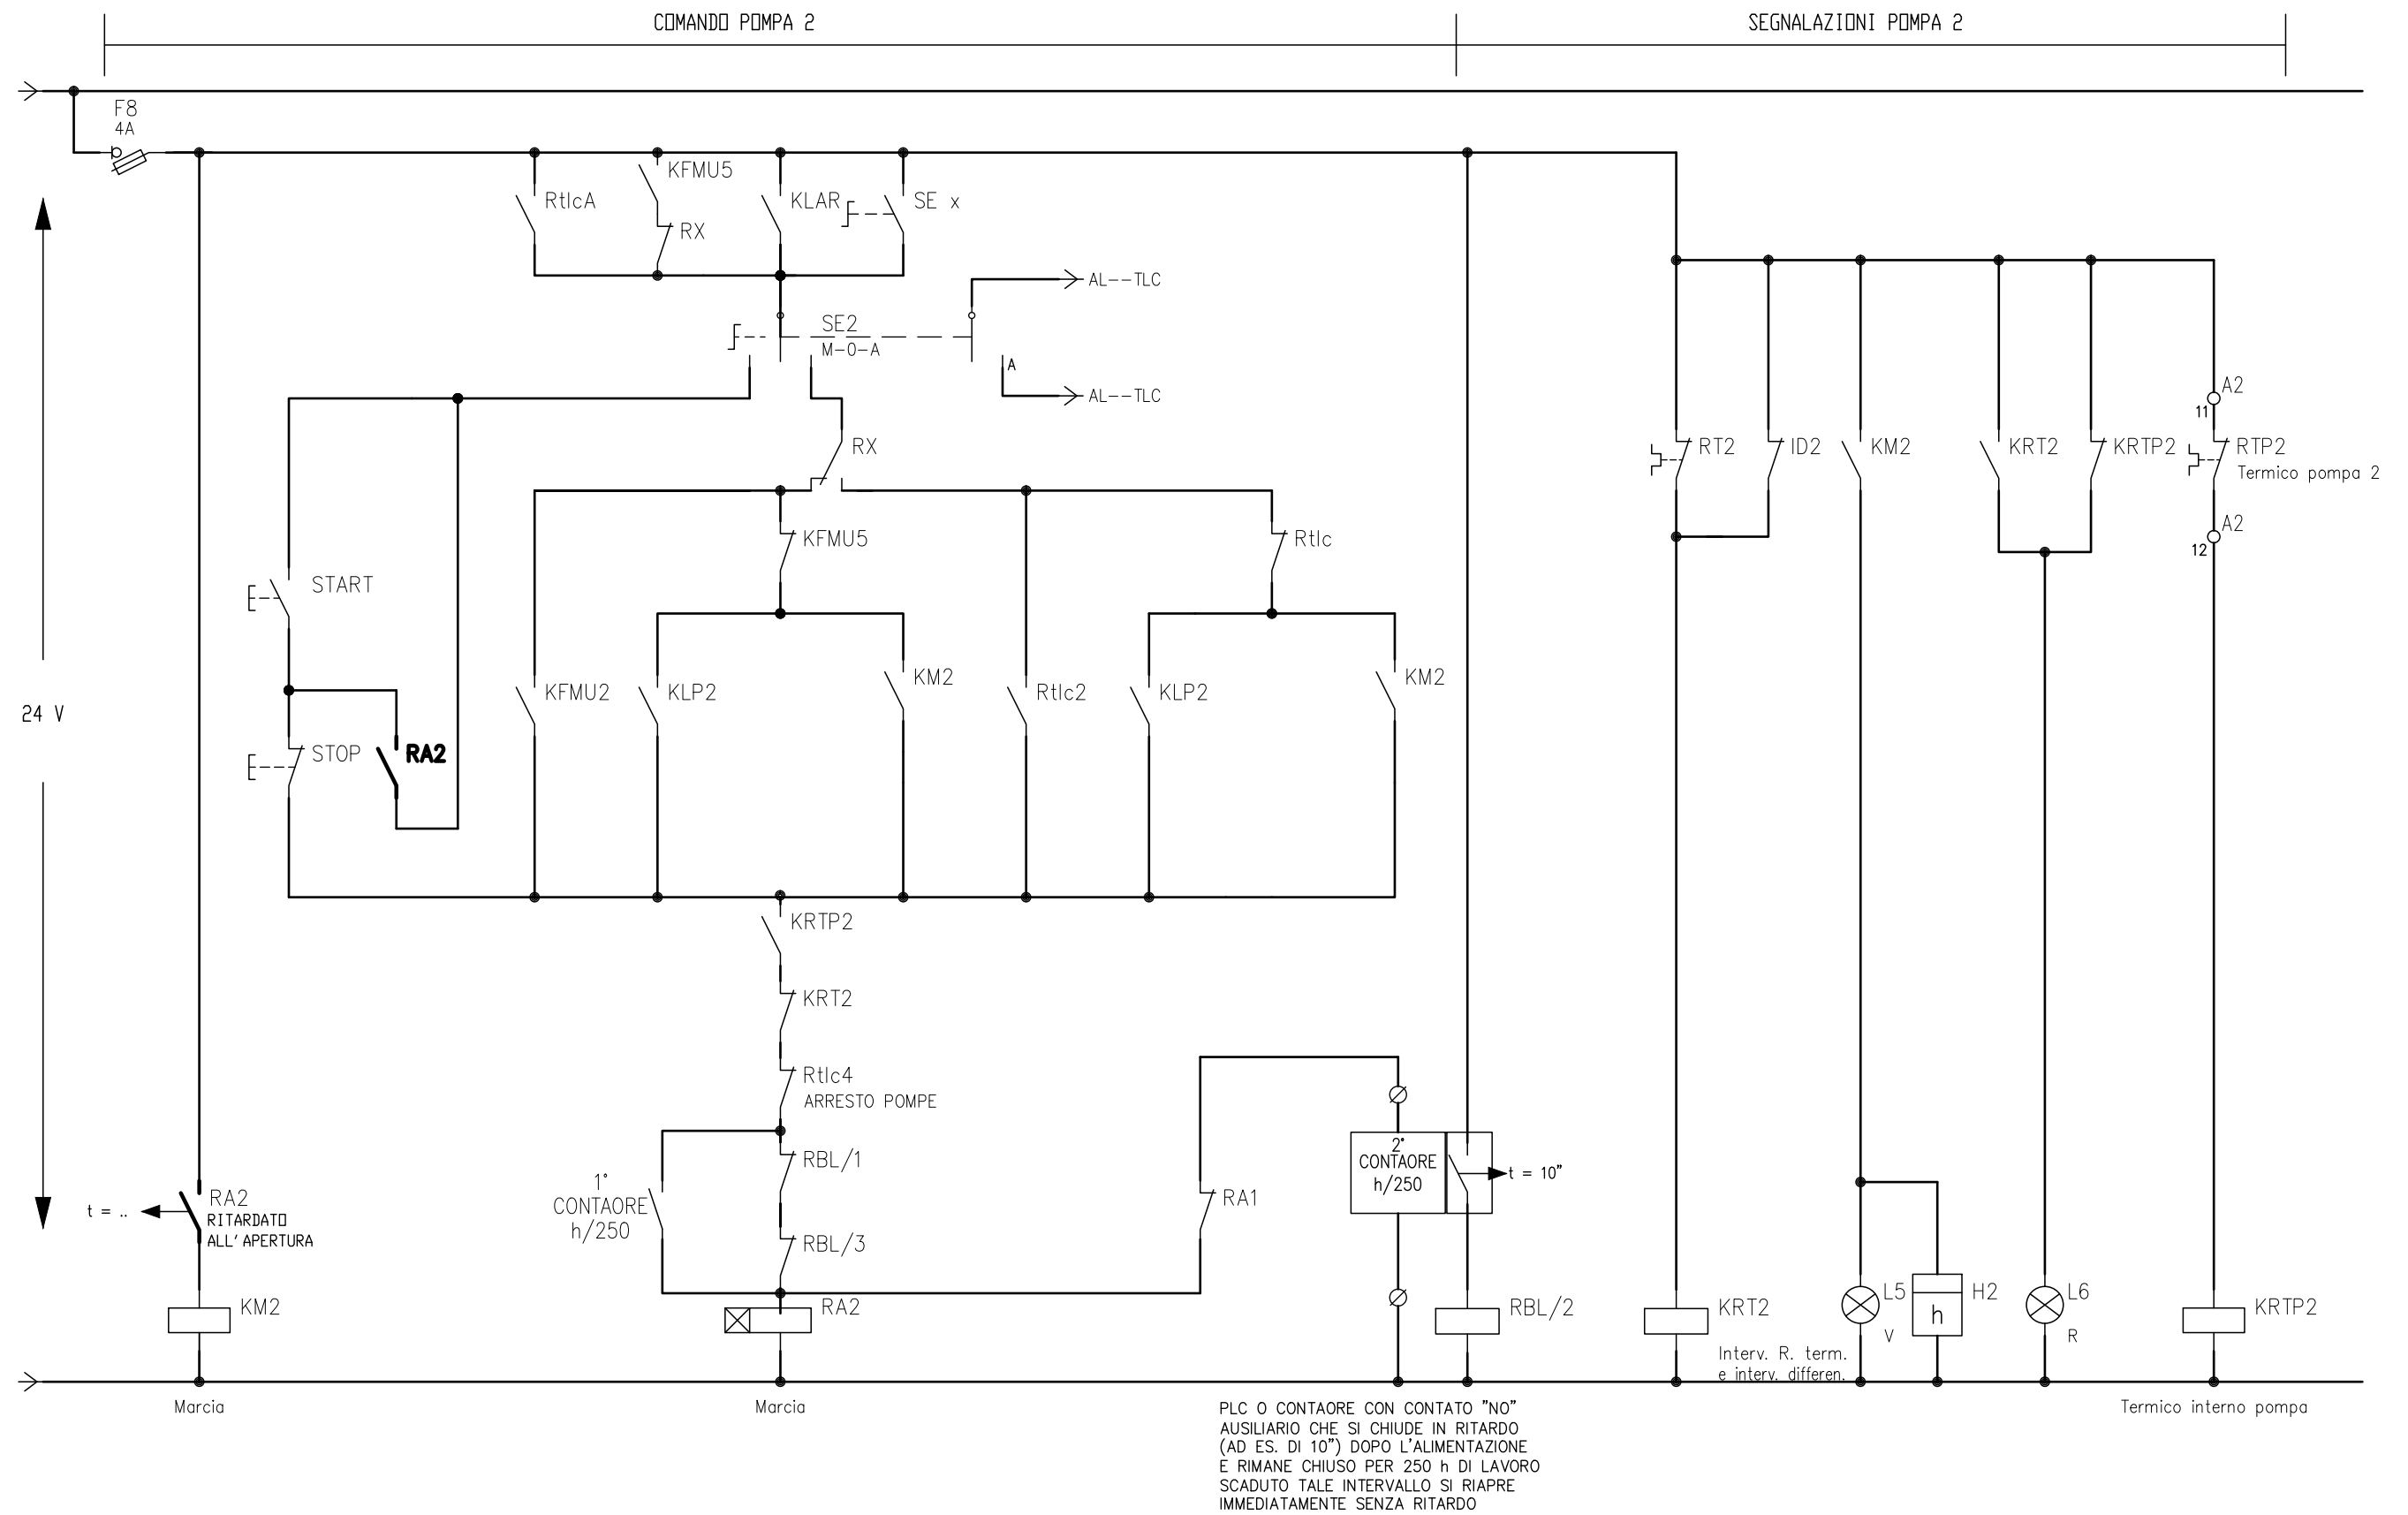 COMANDO POMPA 2
SEGNALAZIONI POMPA 2
F8
4A
KFMU5
RtlcA
KLAR
SE x
RX
AL--TLC
SE2
M-0-A
A
AL--TLC
A2
11
RX
RT2
ID2
KM2
KRT2
KRTP2
RTP2
Termico pompa 2
KFMU5
Rtlc
A2
12
START
KM2
KM2
KFMU2
KLP2
Rtlc2
KLP2
24 V
STOP
RA2
KRTP2
KRT2
Rtlc4
ARRESTO POMPE
2°
CONTAORE
h/250
t = 10"
RBL/1
1°
CONTAORE
h/250
RA2
RITARDATO
ALL'APERTURA
t = ..
RA1
RBL/3
KM2
RA2
RBL/2
KRT2
L5
V
H2
h
L6
R
KRTP2
Interv. R. term.
e interv. differen.
Marcia
Marcia
Termico interno pompa
PLC O CONTAORE CON CONTATO "NO"
AUSILIARIO CHE SI CHIUDE IN RITARDO
(AD ES. DI 10") DOPO L'ALIMENTAZIONE
E RIMANE CHIUSO PER 250 h DI LAVORO
SCADUTO TALE INTERVALLO SI RIAPRE
IMMEDIATAMENTE SENZA RITARDO